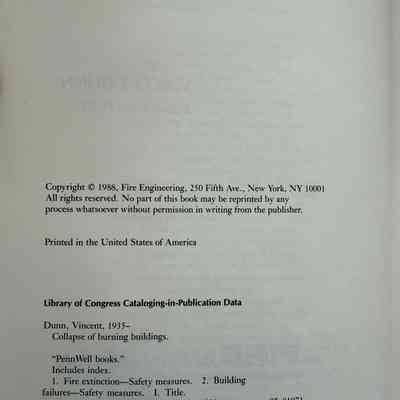 Copyright © 1988, Fire Engineering, 250 Fifth Ave., New York, NY 10001
All rights reserved. No part of this book may be reprinted by any
process whatsoever without permission in writing from the publisher.
Printed in the United States of America
Library of Congress Cataloging-in-Publication Data
Dunn, Vincent, 1935–
Collapse of burning buildings.
"PennWell books."
Includes index.
1. Fire extinction—Safety measures. 2. Building
failures—Safety measures. I. Title.